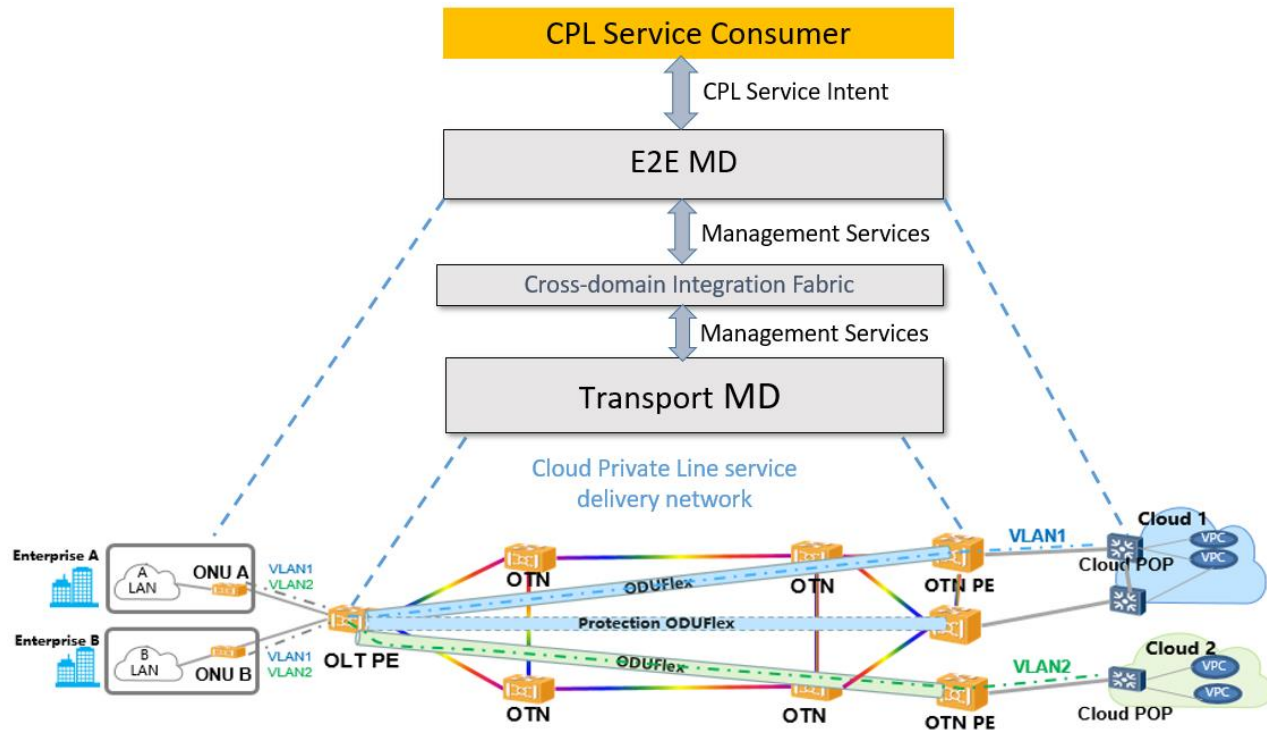 CPL Service Consumer
CPL Service Intent
E2E MD
Management Services
Cross-domain Integration Fabric
Management Services
Transport MD
Cloud Private Line service
delivery network
Enterprise A
A
LAN
ONU A
VLAN1
VLAN2
Enterprise B
B
LAN
ONU B
VLAN1
VLAN2
OLT PE
OTN
OTN
OTN
OTN
ODUFlex
Protection ODUFlex
ODUFlex
OTN PE
OTN PE
VLAN1
VLAN2
Cloud 1
VPC
VPC
Cloud POP
Cloud 2
VPC
VPC
Cloud POP